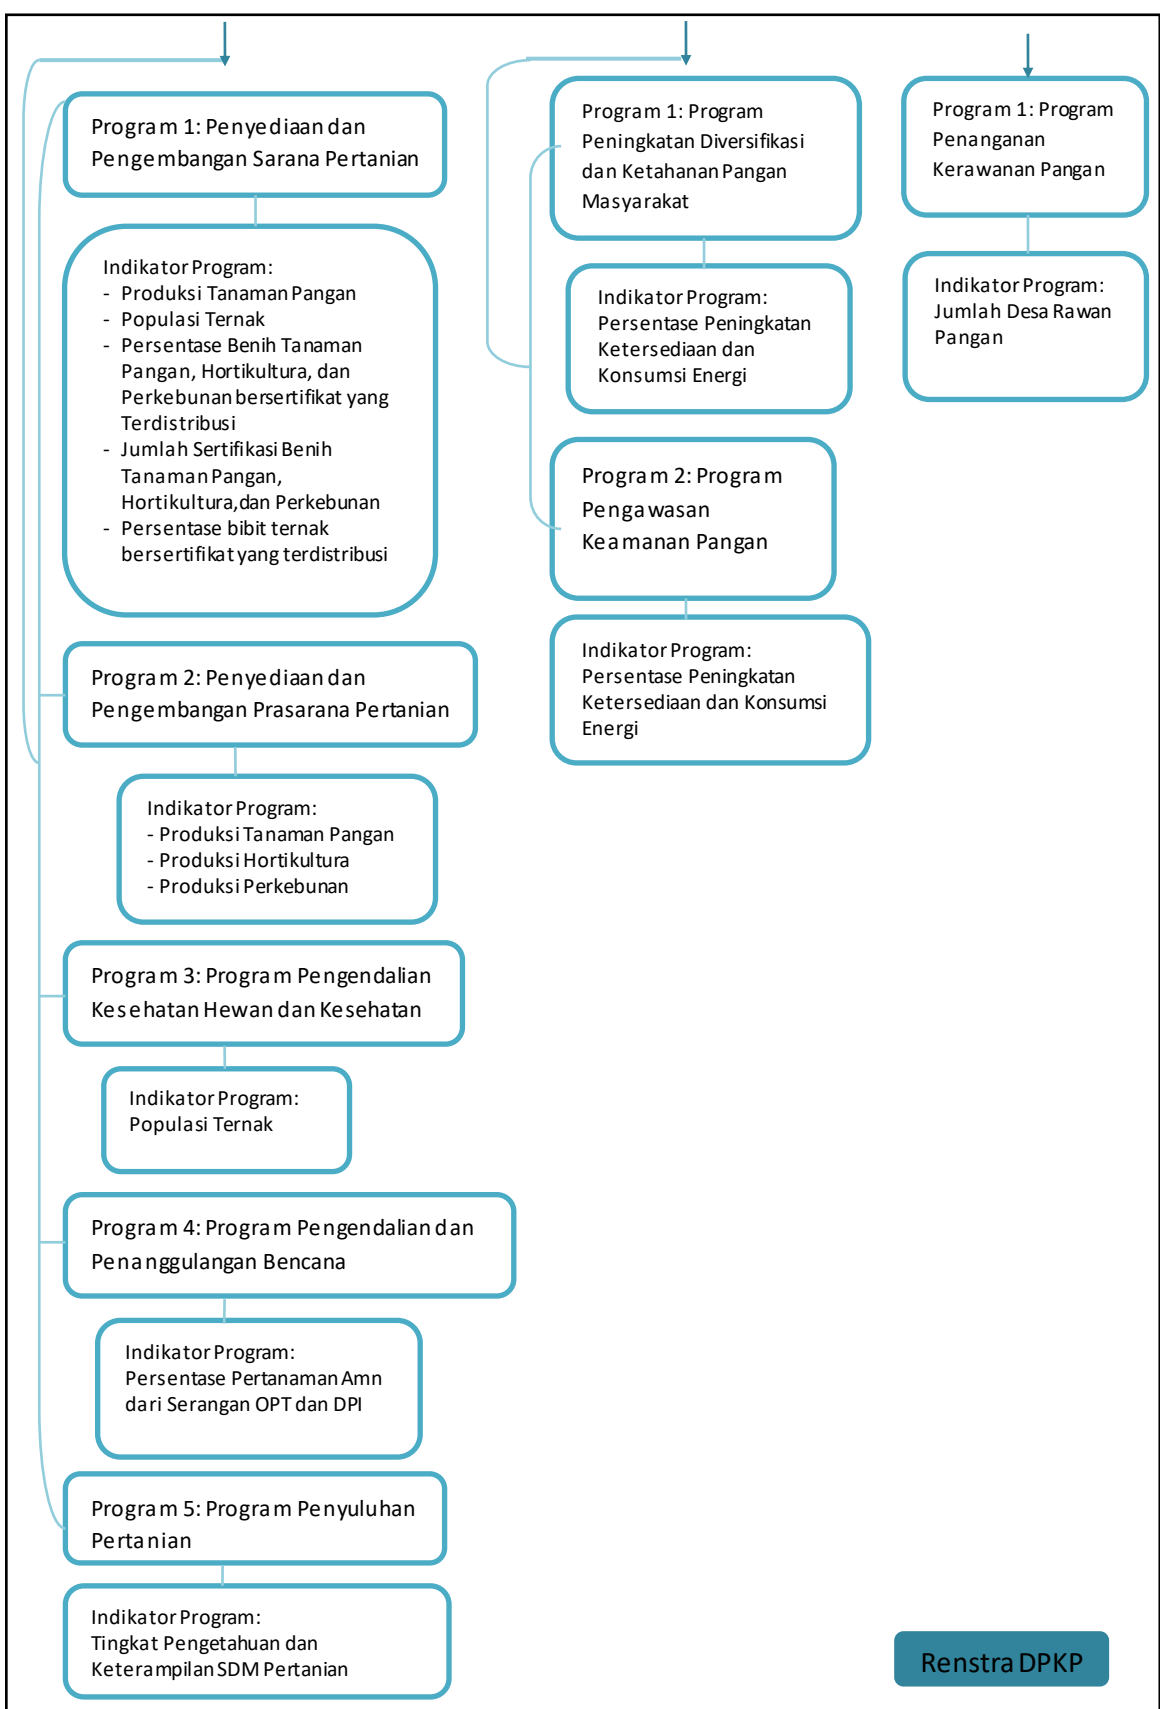 Program 1: Penyediaan dan
Pengembangan Sarana Pertanian
Indikator Program:
- Produksi Tanaman Pangan
- Populasi Ternak
- Persentase Benih Tanaman
Pangan, Hortikultura, dan
Perkebunan bersertifikat yang
Terdistribusi
- Jumlah Sertifikasi Benih
Tanaman Pangan,
Hortikultura,dan Perkebunan
- Persentase bibit ternak
bersertifikat yang terdistribusi
Program 2: Penyediaan dan
Pengembangan Prasarana Pertanian
Indikator Program:
- Produksi Tanaman Pangan
- Produksi Hortikultura
- Produksi Perkebunan
Program 3: Program Pengendalian
Kesehatan Hewan dan Kesehatan
Indikator Program:
Populasi Ternak
Program 4: Program Pengendalian dan
Penanggulangan Bencana
Indikator Program:
Persentase Pertanaman Amn
dari Serangan OPT dan DPI
Program 5: Program Penyuluhan
Pertanian
Indikator Program:
Tingkat Pengetahuan dan
Keterampilan SDM Pertanian
Program 1: Program
Peningkatan Diversifikasi
dan Ketahanan Pangan
Masyarakat
Indikator Program:
Persentase Peningkatan
Ketersediaan dan
Konsumsi Energi
Program 2: Program
Pengawasan
Keamanan Pangan
Indikator Program:
Persentase Peningkatan
Ketersediaan dan Konsumsi
Energi
Program 1: Program
Penanganan
Kerawanan Pangan
Indikator Program:
Jumlah Desa Rawan
Pangan
Renstra DPKP